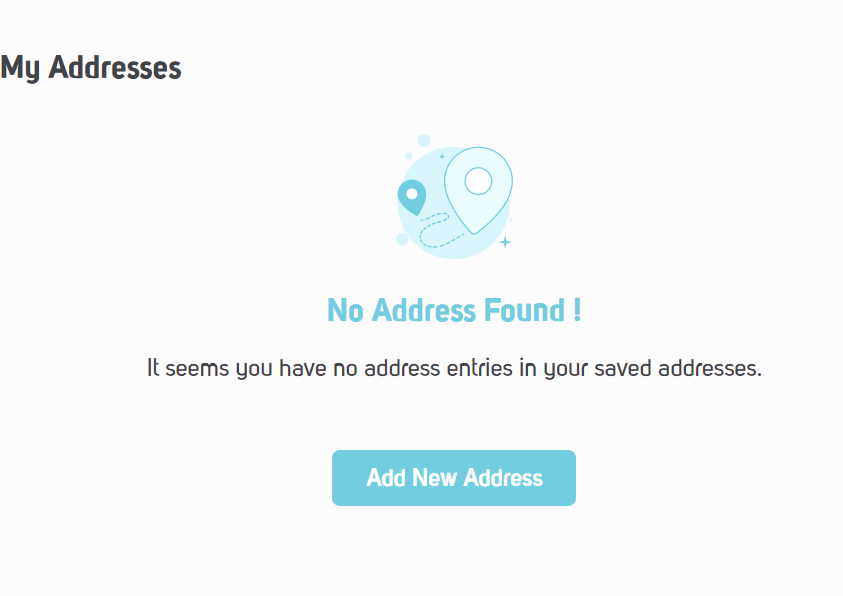 My Addresses
No Address Found !
It seems you have no address entries in your saved addresses.
Add New Address